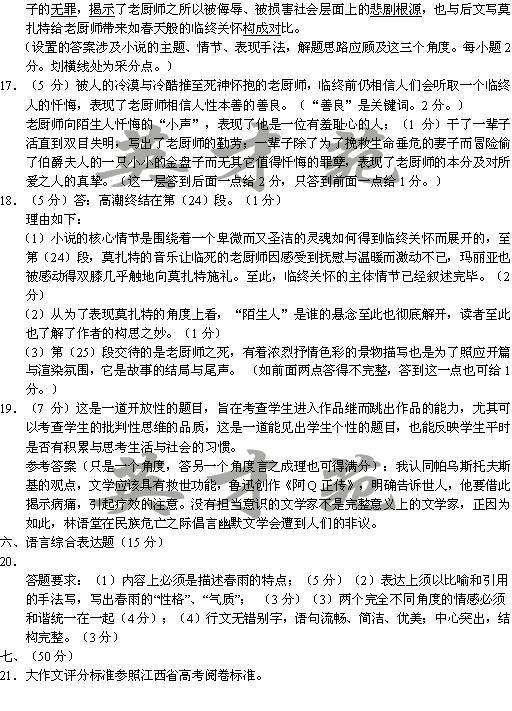 子的无罪，揭示了老厨师之所以被侮辱、被损害社会层面上的悲剧根源，也与后文写莫
扎特给老厨师带来如春天般的临终关怀构成对比。
（设置的答案涉及小说的主题、情节、表现手法，解题思路应顾及这三个角度。每小题2
分。划横线处为采分点。）
17．（5 分）被人的冷漠与冷酷推至死神怀抱的老厨师，临终前仍相信人们会听取一个临终
人的忏悔，表现了老厨师相信人性本善的善良。（“善良”是关键词。2 分。）
老厨师向陌生人忏悔的“小声”，表现了他是一位有羞耻心的人；（1 分）干了一辈子
活直到双目失明，写出了老厨师的勤劳；一辈子除了为了挽救生命垂危的妻子而冒险偷
了伯爵夫人的一只小小的金盘子而无其它值得忏悔的罪孽，表现了老厨师的本分及对所
爱之人的真挚。（这一层答到后面一点给 2 分，只答到前面一点给 1 分。）
18．（5 分）答：高潮终结在第（24）段。（1 分）
理由如下：
（1）小说的核心情节是围绕着一个卑微而又圣洁的灵魂如何得到临终关怀而展开的，至
第（24）段，莫扎特的音乐让临死的老厨师因感受到抚慰与温暖而激动不已，玛丽亚也
被感动得双膝几乎触地向莫扎特施礼。至此，临终关怀的主体情节已经叙述完毕。（2
分）
（2）从为了表现莫扎特的角度上看，“陌生人”是谁的悬念至此也彻底解开，读者至此
也了解了作者的构思之妙。（1 分）
（3）第（25）段交待的是老厨师之死，有着浓烈抒情色彩的景物描写也是为了照应开篇
与渲染氛围，它是故事的结局与尾声。（如前面两点答得不完整，答到这一点也可给 1
分。）
19．（7 分）这是一道开放性的题目，旨在考查学生进入作品维而跳出作品的能力，尤其可
以考查学生的批判性思维的品质，这是一道能见出学生个性的题目，也能反映学生平时
是否有积累与思考生活与社会的习惯。
参考答案（只是一个角度，答另一个角度言之成理也可得满分）：我认同帕乌斯托夫斯
基的观点，文学应该具有救世功能，鲁迅创作《阿Q 正传》，明确告诉世人，他要借此
揭示病痛，引起疗效的注意。没有担当意识的文学家不是完整意义上的文学家，正因为
如此，林语堂在民族危亡之际倡言幽默文学会遭到人们的非议。
六、语言综合表达题（15 分）
20．
答题要求：（1）内容上必须是描述春雨的特点；（5 分）（2）表达上须以比喻和引用
的手法写，写出春雨的“性格”、“气质”；（3 分）（3）两个完全不同角度的情感必须
和谐统一在一起（4 分）；（4）行文无错别字，语句流畅、简洁、优美；中心突出，结
构完整。（3 分）
七、（50 分）
21．大作文评分标准参照江西省高考阅卷标准。